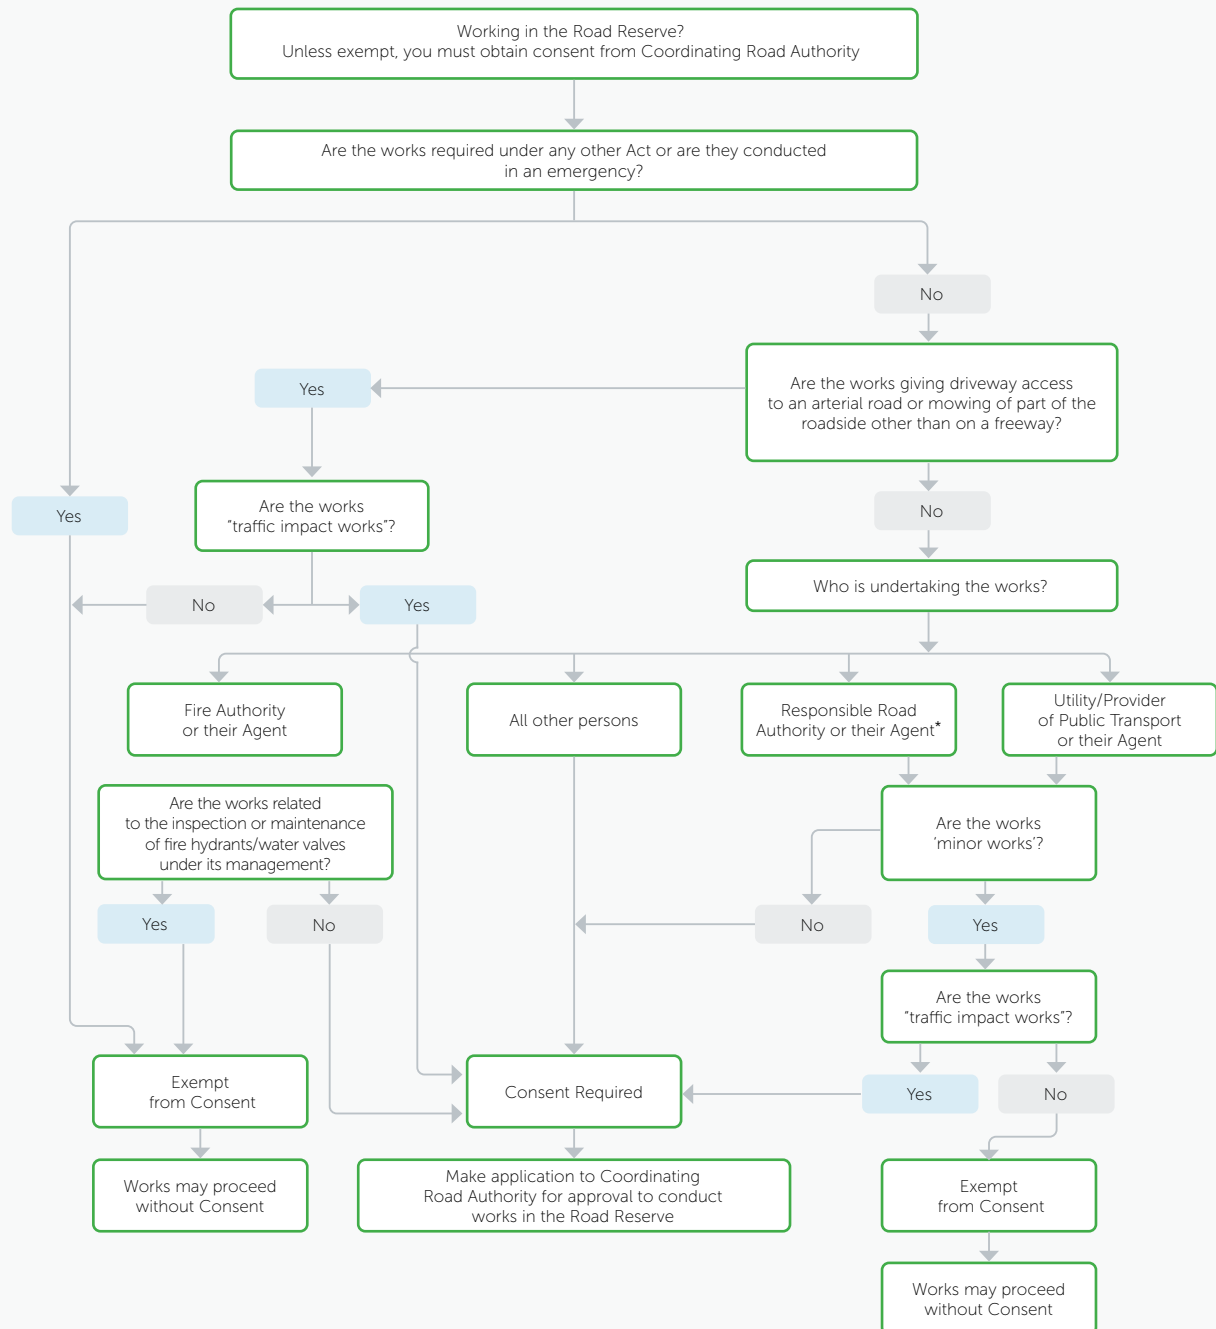 Working in the Road Reserve?
Unless exempt, you must obtain consent from Coordinating Road Authority
Are the works required under any other Act or are they conducted
in an emergency?
No
Are the works giving driveway access
to an arterial road or mowing of part of the
roadside other than on a freeway?
Yes
Are the works
"traffic impact works"?
Yes
No
No
Yes
Who is undertaking the works?
Fire Authority
or their Agent
All other persons
Responsible Road
Authority or their Agent*
Utility/Provider
of Public Transport
or their Agent
Are the works related
to the inspection or maintenance
of fire hydrants/water valves
under its management?
Are the works
‘minor works’?
Yes
No
No
Yes
Are the works
"traffic impact works"?
Exempt
from Consent
Consent Required
Yes
No
Works may proceed
without Consent
Make application to Coordinating
Road Authority for approval to conduct
works in the Road Reserve
Exempt
from Consent
Works may proceed
without Consent